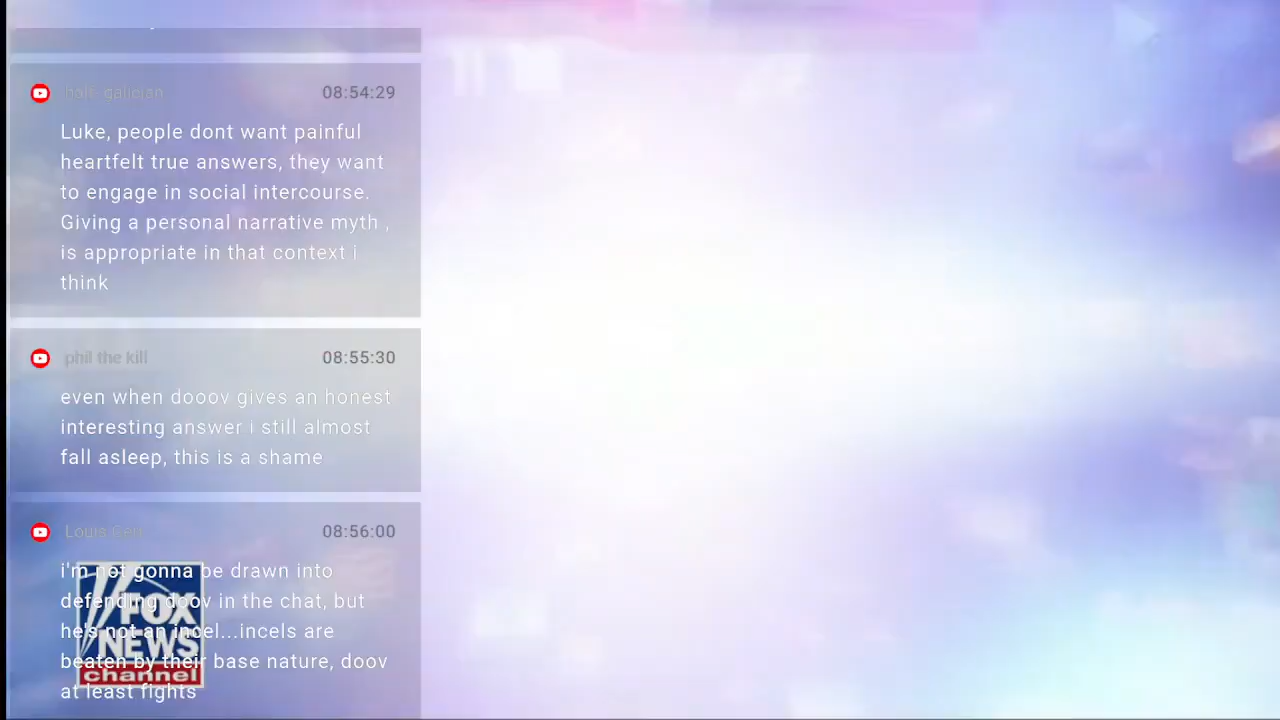 half-galician 08:54:29
Luke, people dont want painful
heartfelt true answers, they want
to engage in social intercourse.
Giving a personal narrative myth ,
is appropriate in that context i
think
phil the kill 08:55:30
even when dooov gives an honest
interesting answer i still almost
fall asleep, this is a shame
Louis 08:56:00
i'm not gonna be drawn into
defending doov in the chat, but
he's not an incel...incels are
beaten by their base nature, doov
at least fights
FOX
NEWS
channel